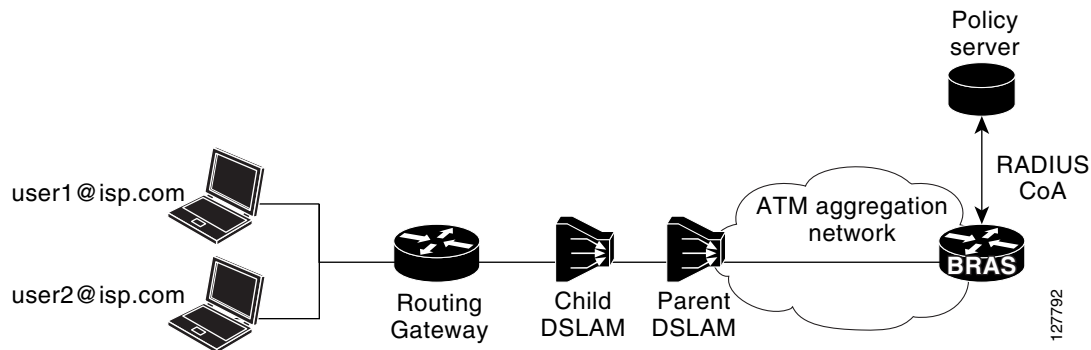 Policy
server
RADIUS
CoA
user1@isp.com
ATM aggregation
network
BRAS
user2@isp.com
Routing
Gateway
Child
DSLAM
Parent
DSLAM
127792